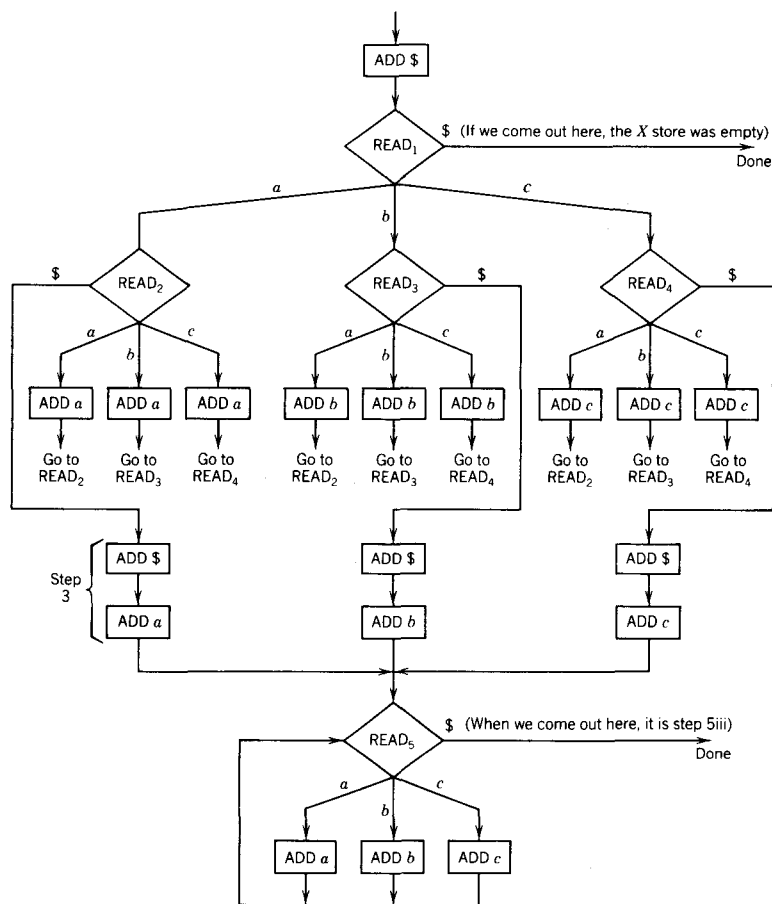 ADD $
READ₁
$ (If we come out here, the X store was empty)
Done
a
b
c
$
READ₂
READ₃
$
READ₄
$
a
b
c
a
b
c
a
b
c
ADD a
ADD a
ADD a
ADD b
ADD b
ADD b
ADD c
ADD c
ADD c
Go to READ₂
Go to READ₃
Go to READ₄
Go to READ₂
Go to READ₃
Go to READ₄
Go to READ₂
Go to READ₃
Go to READ₄
Step 3
ADD $
ADD $
ADD $
ADD a
ADD b
ADD c
READ₅
$ (When we come out here, it is step 5iii)
Done
a
b
c
ADD a
ADD b
ADD c